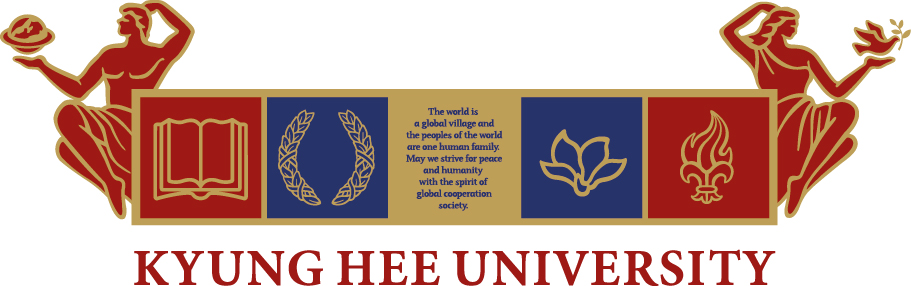 The world is
a global village and
the peoples of the world
are one human family.
May we strive for peace
and humanity
with the spirit of
global cooperation
society.
KYUNG HEE UNIVERSITY